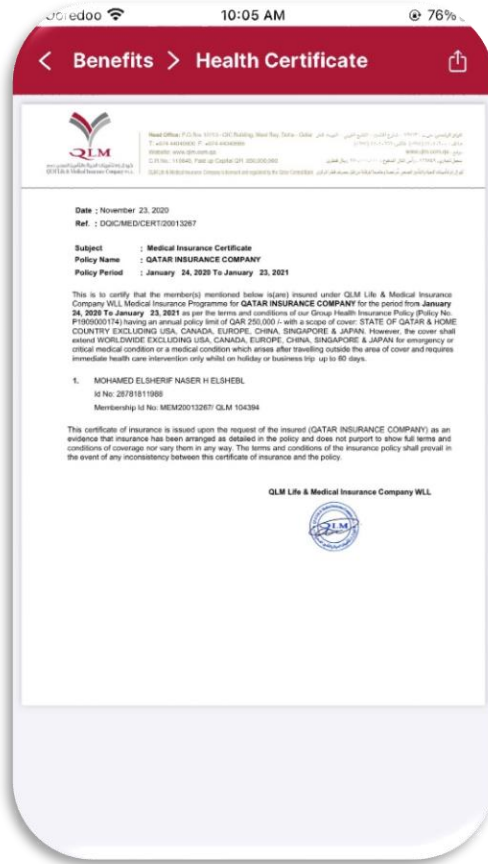 Ooredoo 10:05 AM 76%
Benefits > Health Certificate
QLM
Date : November 23, 2020
Ref. : DOIC/MED/CERT/20013267
Subject : Medical Insurance Certificate
Policy Name : QATAR INSURANCE COMPANY
Policy Period : January 24, 2020 To January 23, 2021
This is to certify that the member(s) mentioned below is(are) insured under QLM Life & Medical Insurance
Company WLL Medical Insurance Programme for QATAR INSURANCE COMPANY for the period from January
24, 2020 To January 23, 2021 as per the terms and conditions of our Group Health Insurance Policy (Policy No.
P1909000174) having an annual policy limit of QAR 250,000 /- with a scope of cover: STATE OF QATAR & HOME
COUNTRY EXCLUDING USA, CANADA, EUROPE, CHINA, SINGAPORE & JAPAN. However, the cover shall
extend WORLDWIDE EXCLUDING USA, CANADA, EUROPE, CHINA, SINGAPORE & JAPAN for emergency or
critical medical condition or a medical condition which arises after travelling outside the area of cover and requires
immediate health care intervention only whilst on holiday or business trip up to 60 days.
1. MOHAMED ELSHERIF NASER H ELSHEBL
Id No: 28781811988
Membership Id No: MEM20013267/ QLM 104394
This certificate of insurance is issued upon the request of the insured (QATAR INSURANCE COMPANY) as an
evidence that insurance has been arranged as detailed in the policy and does not purport to show full terms and
conditions of coverage nor vary them in any way. The terms and conditions of the insurance policy shall prevail in
the event of any inconsistency between this certificate of insurance and the policy.
QLM Life & Medical Insurance Company WLL
QLM